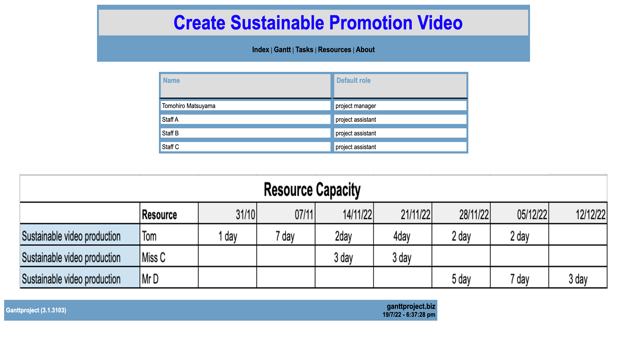 Create Sustainable Promotion Video
Index | Gantt | Tasks | Resources | About
Name Default role
Tomohiro Matsuyama project manager
Staff A project assistant
Staff B project assistant
Staff C project assistant
Resource Capacity
Resource 31/10 07/11 14/11/22 21/11/22 28/11/22 05/12/22 12/12/22
Sustainable video production Tom 1 day 7 day 2day 4day 2 day 2 day
Sustainable video production Miss C 3 day 3 day
Sustainable video production Mr D 5 day 7 day 3 day
Ganttproject (3.1.3103) ganttproject.biz
19/7/22 - 6:37:28 pm